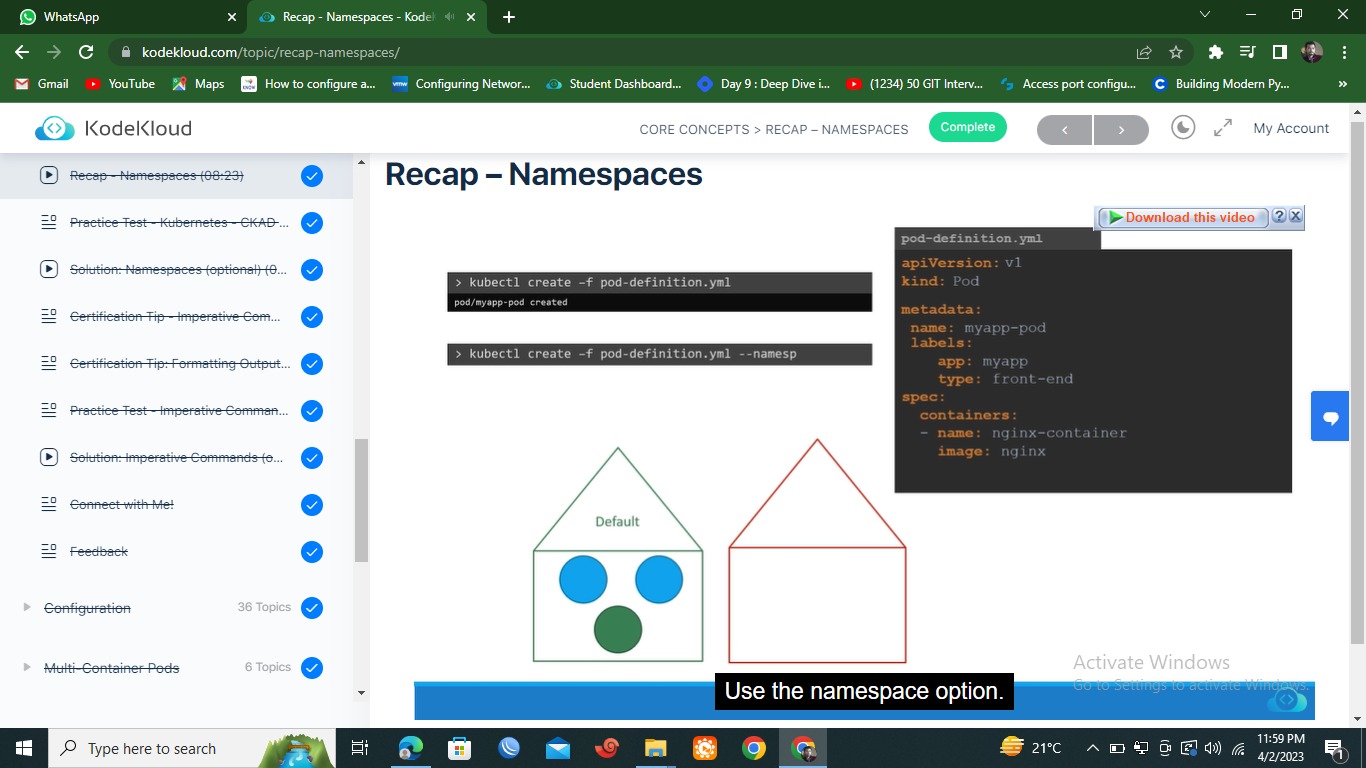 WhatsApp
Recap - Namespaces - KodeK
kodekloud.com/topic/recap-namespaces/
Gmail
YouTube
Maps
How to configure a...
Configuring Networ...
Student Dashboard...
Day 9 : Deep Dive i...
(1234) 50 GIT Interv...
Access port configu...
Building Modern Py...
»
KodeKloud
CORE CONCEPTS > RECAP – NAMESPACES
Complete
My Account
Recap - Namespaces (08:23)
Practice Test - Kubernetes - CKAD ...
Solution: Namespaces (optional) (0...
Certification Tip - Imperative Com...
Certification Tip: Formatting Output...
Practice Test - Imperative Comman...
Solution: Imperative Commands (o...
Connect with Me!
Feedback
Configuration
36 Topics
Multi-Container Pods
6 Topics
Recap – Namespaces
Download this video
? X
> kubectl create -f pod-definition.yml
pod/myapp-pod created
> kubectl create -f pod-definition.yml --namesp
pod-definition.yml
apiVersion: v1
kind: Pod
metadata:
name: myapp-pod
labels:
app: myapp
type: front-end
spec:
containers:
- name: nginx-container
image: nginx
Default
Use the namespace option.
Activate Windows
Go to Settings to activate Windows.
Type here to search
21°C
11:59 PM
4/2/2023
1